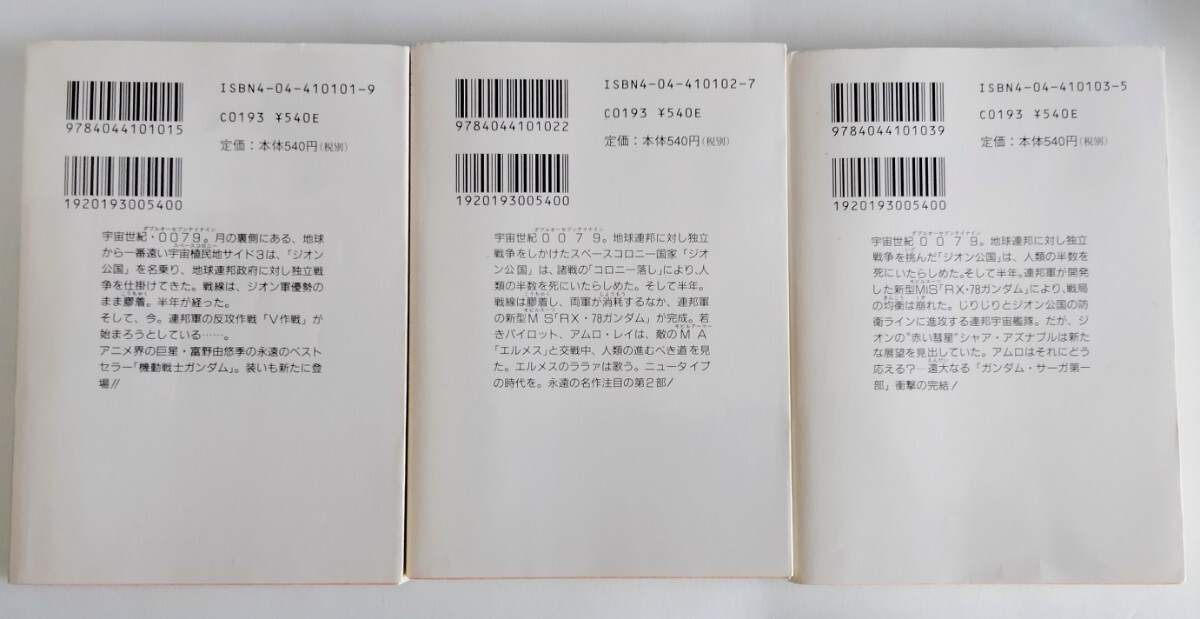 ISBN4-04-410101-9
C0193 ¥540E
定価：本体540円(税別)
9784044101015
1920193005400
宇宙世紀・0079。月の裏側にある、地球
から一番遠い宇宙植民地サイド3は、「ジオン
公国」を名乗り、地球連邦政府に対し独立戦
争を仕掛けてきた。戦線は、ジオン軍優勢の
まま膠着。半年が経った。
そして、今。連邦軍の反攻作戦「V作戦」が
始まろうとしている……。
アニメ界の巨星・富野由悠季の永遠のベスト
セラー「機動戦士ガンダム」。装いも新たに登
場!!
ISBN4-04-410102-7
C0193 ¥540E
定価：本体540円(税別)
9784044101022
1920193005400
宇宙世紀0079。地球連邦に対し独立
戦争をしかけたスペースコロニー国家「ジオ
ン公国」は、諸戦の「コロニー落し」により、人
類の半数を死にいたらしめた。そして半年。
戦線は膠着し、両軍が消耗するなか、連邦軍
の新型MS「RX・78ガンダム」が完成。若
きパイロット、アムロ・レイは、敵のMA
「エルメス」と交戦中、人類の進むべき道を見
た。エルメスのララァは歌う。ニュータイプ
の時代を。永遠の名作注目の第2部!
ISBN4-04-410103-5
C0193 ¥540E
定価：本体540円(税別)
9784044101039
1920193005400
宇宙世紀0079。地球連邦に対し独立
戦争を挑んだ「ジオン公国」は、人類の半数を
死にいたらしめた。そして半年。連邦軍が開発
した新型MS「RX・78ガンダム」により、戦局
の均衡は崩れた。じりじりとジオン公国の防
衛ラインに進攻する連邦宇宙艦隊。だが、ジ
オンの"赤い彗星"シャア・アズナブルは新た
な展望を見出していた。アムロはそれにどう
応える?—遠大なる「ガンダム・サーガ第一
部」衝撃の完結!